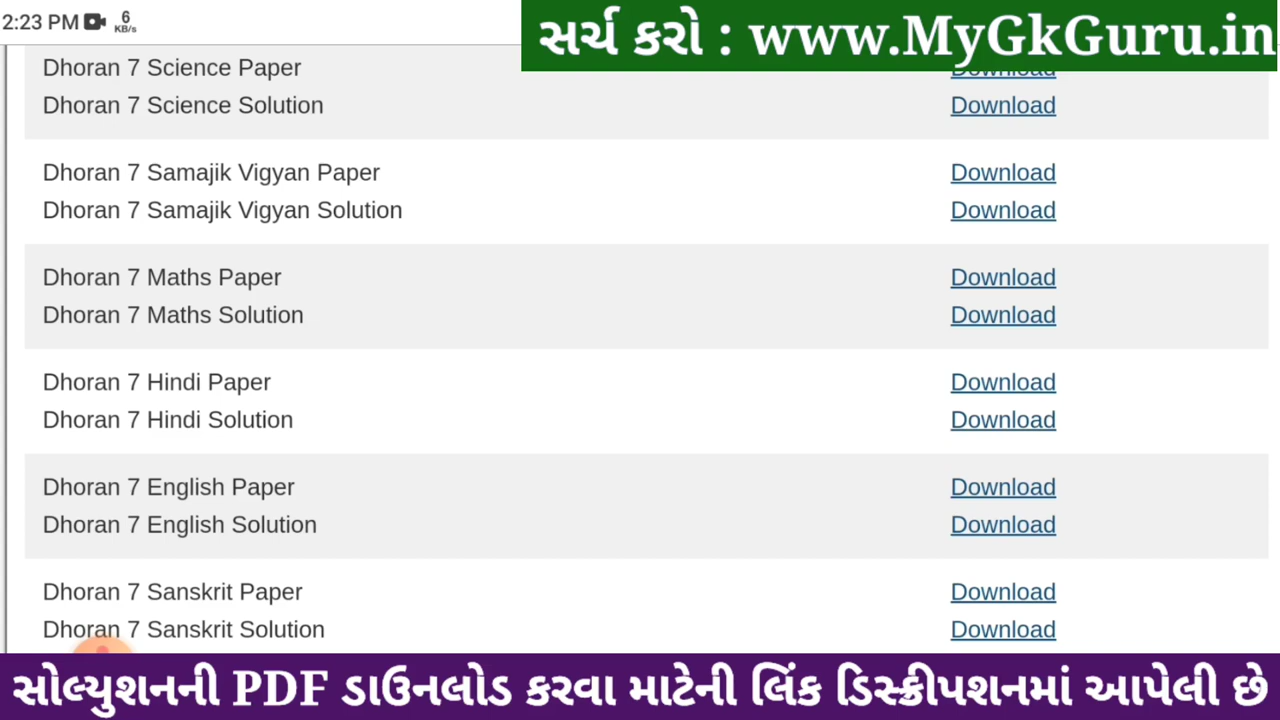 2:23 PM 6 KB/s
સર્ચ કરો : www.MyGkGuru.in
Dhoran 7 Science Paper Download
Dhoran 7 Science Solution Download
Dhoran 7 Samajik Vigyan Paper Download
Dhoran 7 Samajik Vigyan Solution Download
Dhoran 7 Maths Paper Download
Dhoran 7 Maths Solution Download
Dhoran 7 Hindi Paper Download
Dhoran 7 Hindi Solution Download
Dhoran 7 English Paper Download
Dhoran 7 English Solution Download
Dhoran 7 Sanskrit Paper Download
Dhoran 7 Sanskrit Solution Download
સોલ્યુશનની PDF ડાઉનલોડ કરવા માટેની લિંક ડિસ્ક્રીપશનમાં આપેલી છે